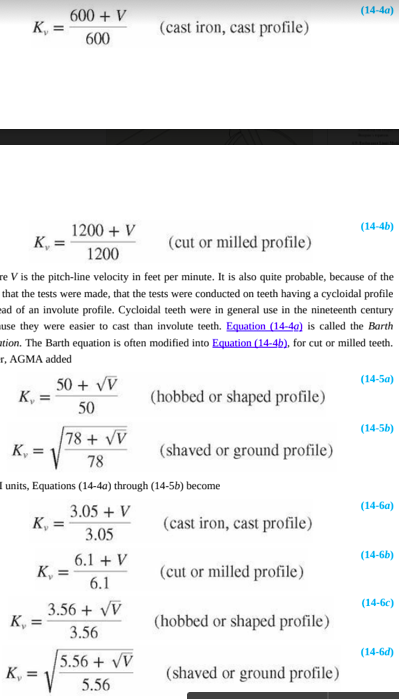 K_v = (600 + V)/600 (cast iron, cast profile) (14-4a)
K_v = (1200 + V)/1200 (cut or milled profile) (14-4b)
re V is the pitch-line velocity in feet per minute. It is also quite probable, because of the
that the tests were made, that the tests were conducted on teeth having a cycloidal profile
ead of an involute profile. Cycloidal teeth were in general use in the nineteenth century
use they were easier to cast than involute teeth. Equation (14-4a) is called the Barth
ation. The Barth equation is often modified into Equation (14-4b), for cut or milled teeth.
r, AGMA added
K_v = (50 + √V)/50 (hobbed or shaped profile) (14-5a)
K_v = √((78 + √V)/78) (shaved or ground profile) (14-5b)
I units, Equations (14-4a) through (14-5b) become
K_v = (3.05 + V)/3.05 (cast iron, cast profile) (14-6a)
K_v = (6.1 + V)/6.1 (cut or milled profile) (14-6b)
K_v = (3.56 + √V)/3.56 (hobbed or shaped profile) (14-6c)
K_v = √((5.56 + √V)/5.56) (shaved or ground profile) (14-6d)